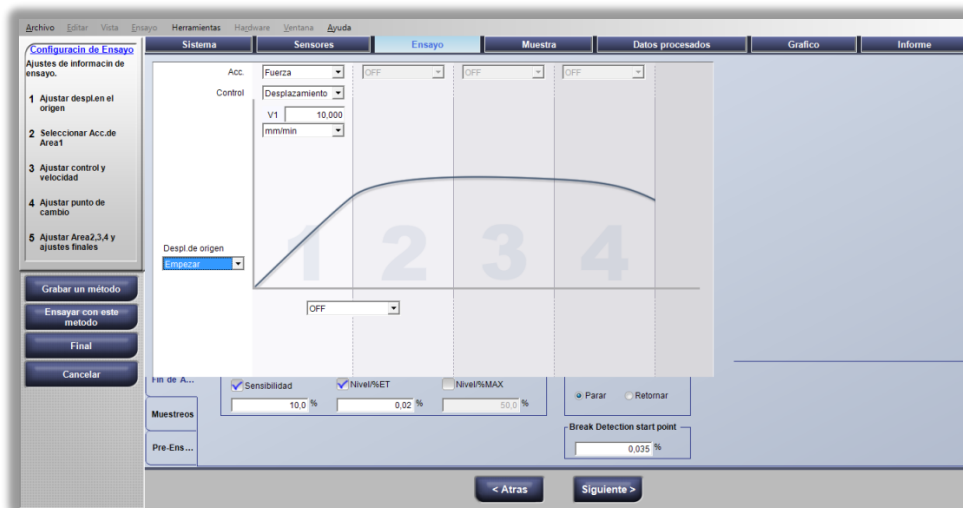 Archivo Editar Vista Ensayo Herramientas Hardware Ventana Ayuda
Sistema Sensores Ensayo Muestra Datos procesados Grafico Informe
Configuracin de Ensayo
Ajustes de informacin de
ensayo.
1 Ajustar despl.en el
origen
2 Seleccionar Acc.de
Area1
3 Ajustar control y
velocidad
4 Ajustar punto de
cambio
5 Ajustar Area2,3,4 y
ajustes finales
Grabar un método
Ensayar con este
metodo
Final
Cancelar
Acc. Fuerza OFF OFF OFF
Control Desplazamiento
V1 10,000
mm/min
1 2 3 4
Despl.de origen
Empezar
OFF
Fin de A...
Muestreos
Pre-Ens...
Sensibilidad Nivel/%ET Nivel/%MAX
10,0 % 0,02 % 50,0 %
Parar Retornar
Break Detection start point
0,035 %
< Atras Siguiente >